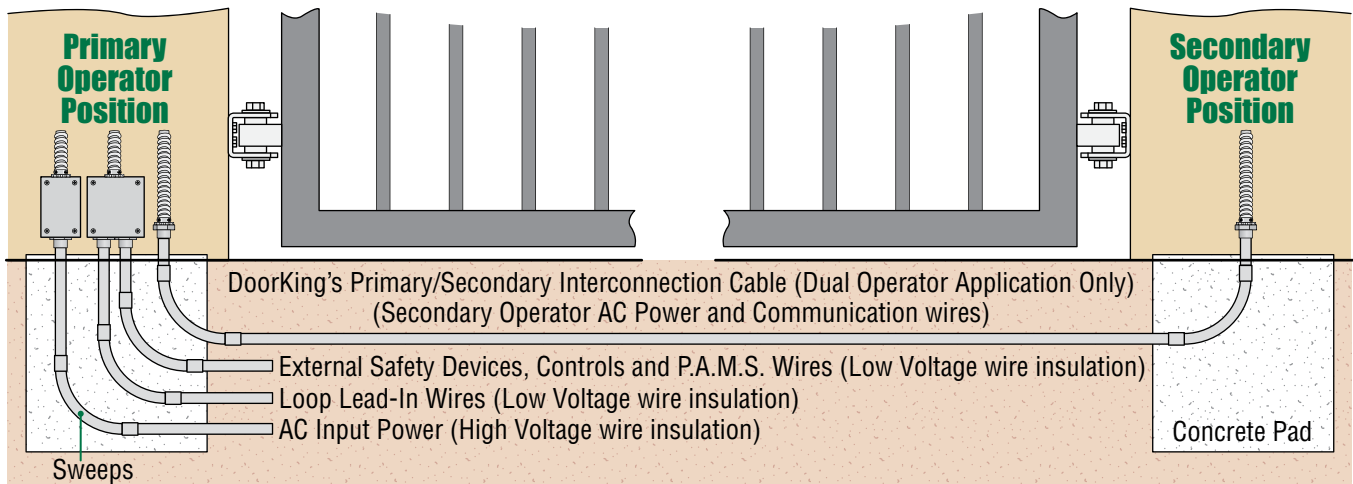 Primary
Operator
Position
Secondary
Operator
Position
DoorKing's Primary/Secondary Interconnection Cable (Dual Operator Application Only)
(Secondary Operator AC Power and Communication wires)
External Safety Devices, Controls and P.A.M.S. Wires (Low Voltage wire insulation)
Loop Lead-In Wires (Low Voltage wire insulation)
AC Input Power (High Voltage wire insulation)
Concrete Pad
Sweeps